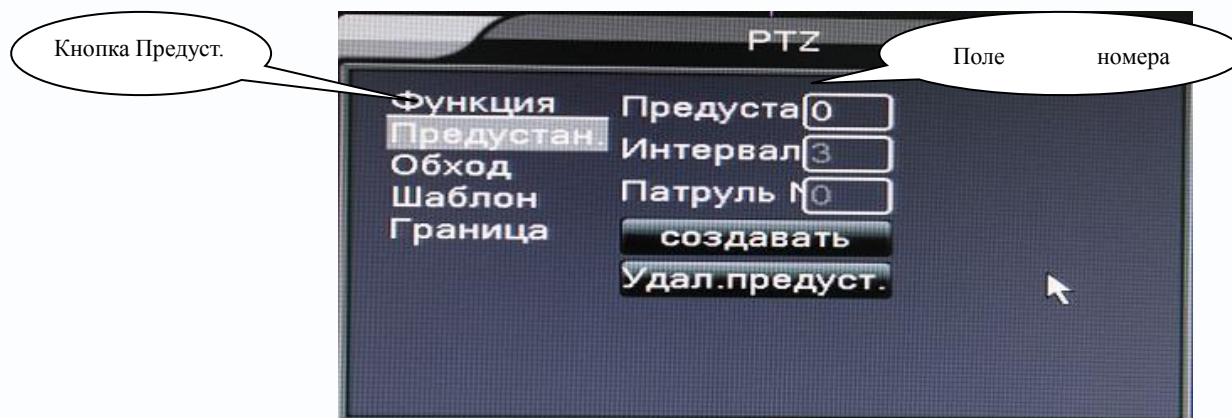 Кнопка Предуст.
PTZ
Поле номера
Функция
Предустан.
Обход
Шаблон
Граница
Предуста 0
Интервал 3
Патруль 0
создавать
Удал.предуст.